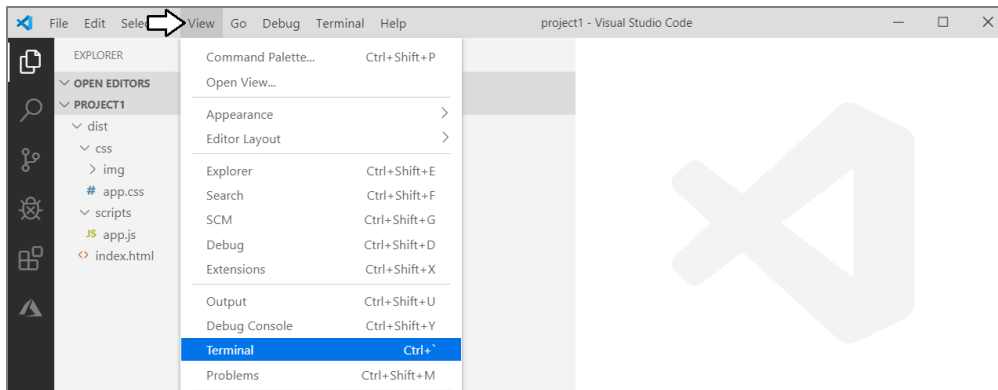 File Edit Selec View Go Debug Terminal Help project1 - Visual Studio Code
EXPLORER
OPEN EDITORS
PROJECT1
dist
css
img
# app.css
scripts
JS app.js
<> index.html
Command Palette... Ctrl+Shift+P
Open View...
Appearance
Editor Layout
Explorer Ctrl+Shift+E
Search Ctrl+Shift+F
SCM Ctrl+Shift+G
Debug Ctrl+Shift+D
Extensions Ctrl+Shift+X
Output Ctrl+Shift+U
Debug Console Ctrl+Shift+Y
Terminal Ctrl+`
Problems Ctrl+Shift+M